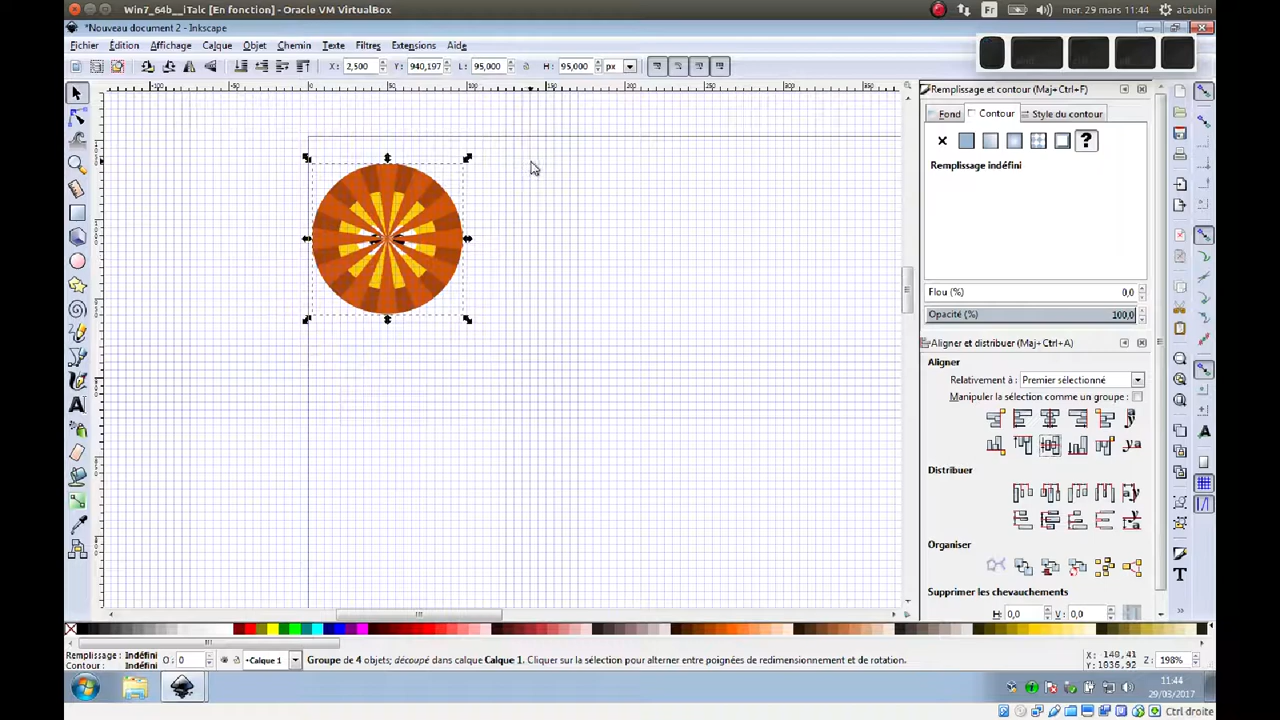 Win7_64b__iTalc [En fonction] - Oracle VM VirtualBox
Fr
mer. 29 mars 11:44
ataubin
*Nouveau document 2 - Inkscape
Fichier Édition Affichage Calque Objet Chemin Texte Filtres Extensions Aide
X: 2,500 Y: 940,197 L: 95,000 H: 95,000 px
Remplissage et contour (Maj+Ctrl+F)
Fond Contour Style du contour
Remplissage indéfini
Flou (%) 0,0
Opacité (%) 100,0
Aligner et distribuer (Maj+Ctrl+A)
Aligner
Relativement à : Premier sélectionné
Manipuler la sélection comme un groupe :
Distribuer
Organiser
Supprimer les chevauchements
H: 0,0 V: 0,0
Remplissage : Indéfini
Contour : Indéfini
O: 0
Calque 1
Groupe de 4 objets; découpé dans calque Calque 1. Cliquer sur la sélection pour alterner entre poignées de redimensionnement et de rotation.
X: 140,41
Y: 1036,92
Z: 198%
11:44
29/03/2017
Ctrl droite